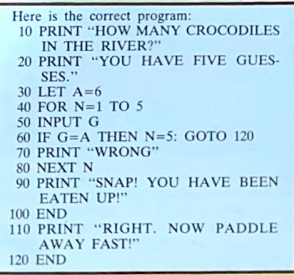 Here is the correct program:
10 PRINT “HOW MANY CROCODILES
IN THE RIVER?”
20 PRINT “YOU HAVE FIVE GUES-
SES.”
30 LET A=6
40 FOR N=1 TO 5
50 INPUT G
60 IF G=A THEN N=5: GOTO 120
70 PRINT “WRONG”
80 NEXT N
90 PRINT “SNAP! YOU HAVE BEEN
EATEN UP!”
100 END
110 PRINT “RIGHT. NOW PADDLE
AWAY FAST!”
120 END